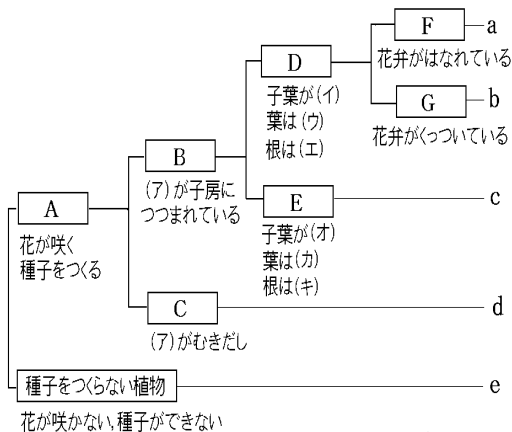 F
a
花弁がはなれている
D
子葉が(イ)
葉は(ウ)
根は(エ)
G
b
花弁がくっついている
B
(ア)が子房に
つつまれている
E
c
子葉が(オ)
葉は(カ)
根は(キ)
A
花が咲く
種子をつくる
C
d
(ア)がむきだし
種子をつくらない植物
e
花が咲かない,種子ができない